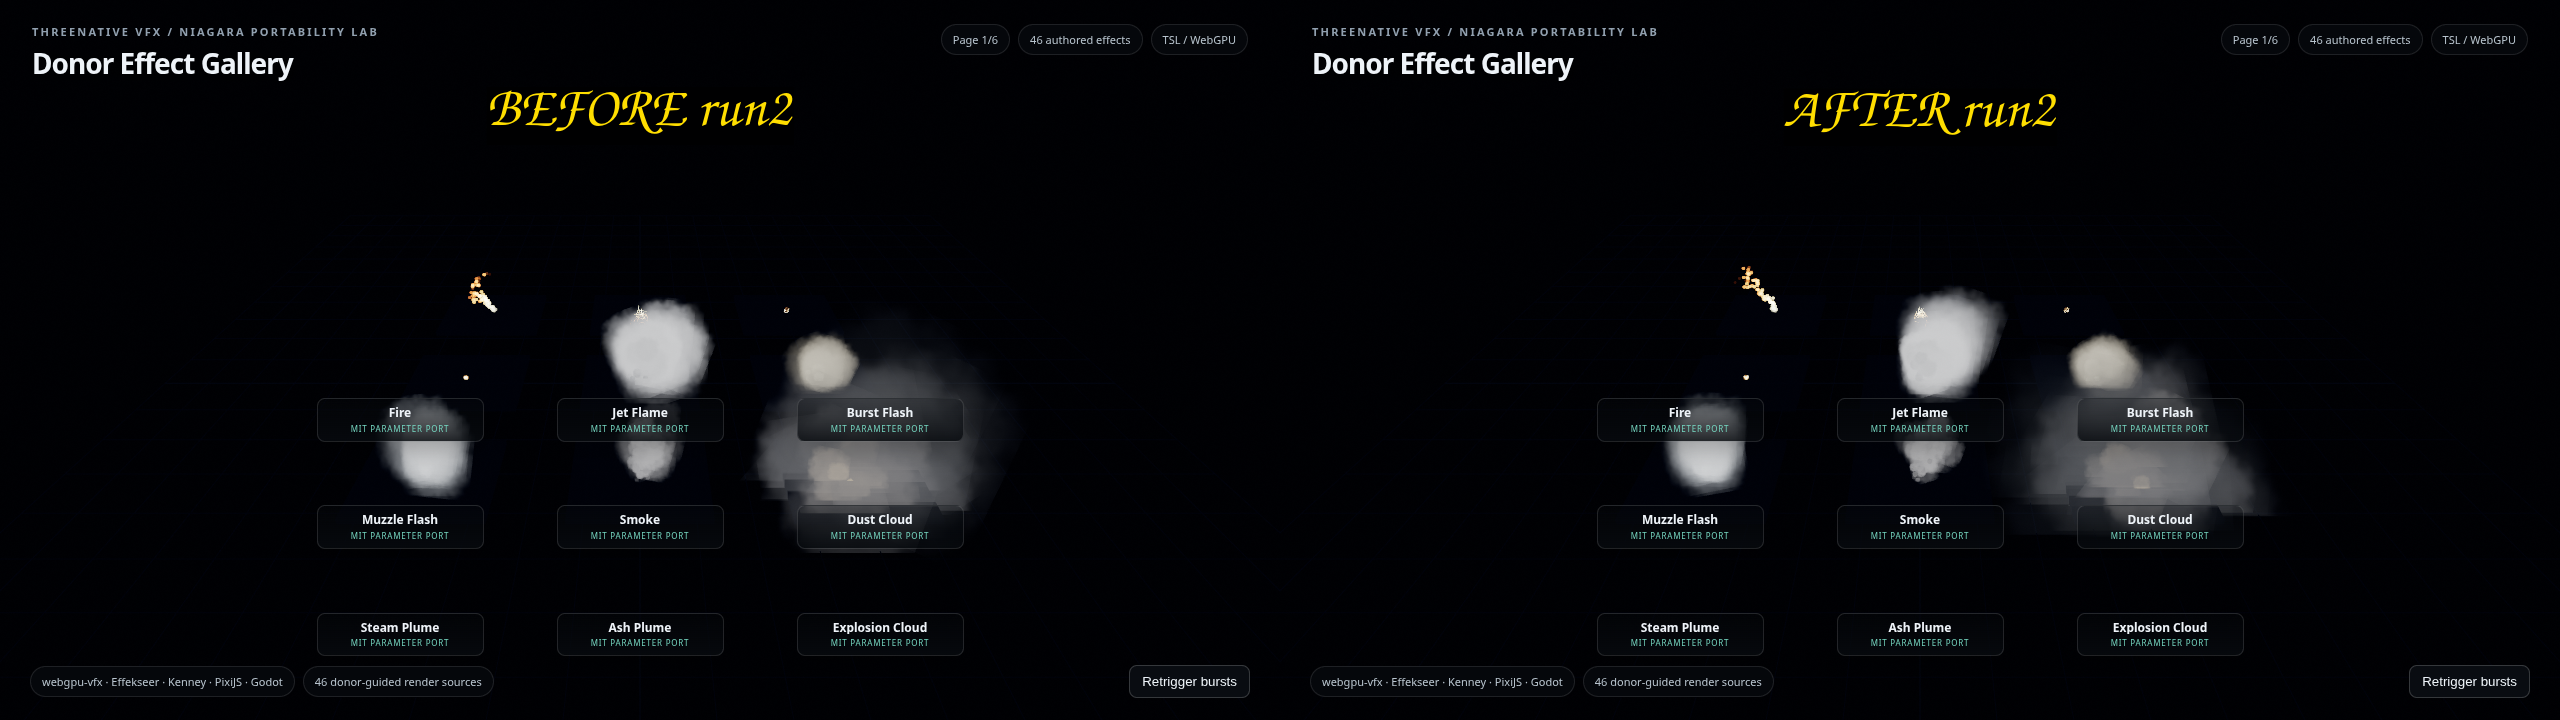 THREENATIVE VFX / NIAGARA PORTABILITY LAB
Donor Effect Gallery
Page 1/6
46 authored effects
TSL / WebGPU
BEFORE run2
Fire
MIT PARAMETER PORT
Jet Flame
MIT PARAMETER PORT
Burst Flash
MIT PARAMETER PORT
Muzzle Flash
MIT PARAMETER PORT
Smoke
MIT PARAMETER PORT
Dust Cloud
MIT PARAMETER PORT
Steam Plume
MIT PARAMETER PORT
Ash Plume
MIT PARAMETER PORT
Explosion Cloud
MIT PARAMETER PORT
webgpu-vfx · Effekseer · Kenney · PixiJS · Godot
46 donor-guided render sources
Retrigger bursts
THREENATIVE VFX / NIAGARA PORTABILITY LAB
Donor Effect Gallery
Page 1/6
46 authored effects
TSL / WebGPU
AFTER run2
Fire
MIT PARAMETER PORT
Jet Flame
MIT PARAMETER PORT
Burst Flash
MIT PARAMETER PORT
Muzzle Flash
MIT PARAMETER PORT
Smoke
MIT PARAMETER PORT
Dust Cloud
MIT PARAMETER PORT
Steam Plume
MIT PARAMETER PORT
Ash Plume
MIT PARAMETER PORT
Explosion Cloud
MIT PARAMETER PORT
webgpu-vfx · Effekseer · Kenney · PixiJS · Godot
46 donor-guided render sources
Retrigger bursts